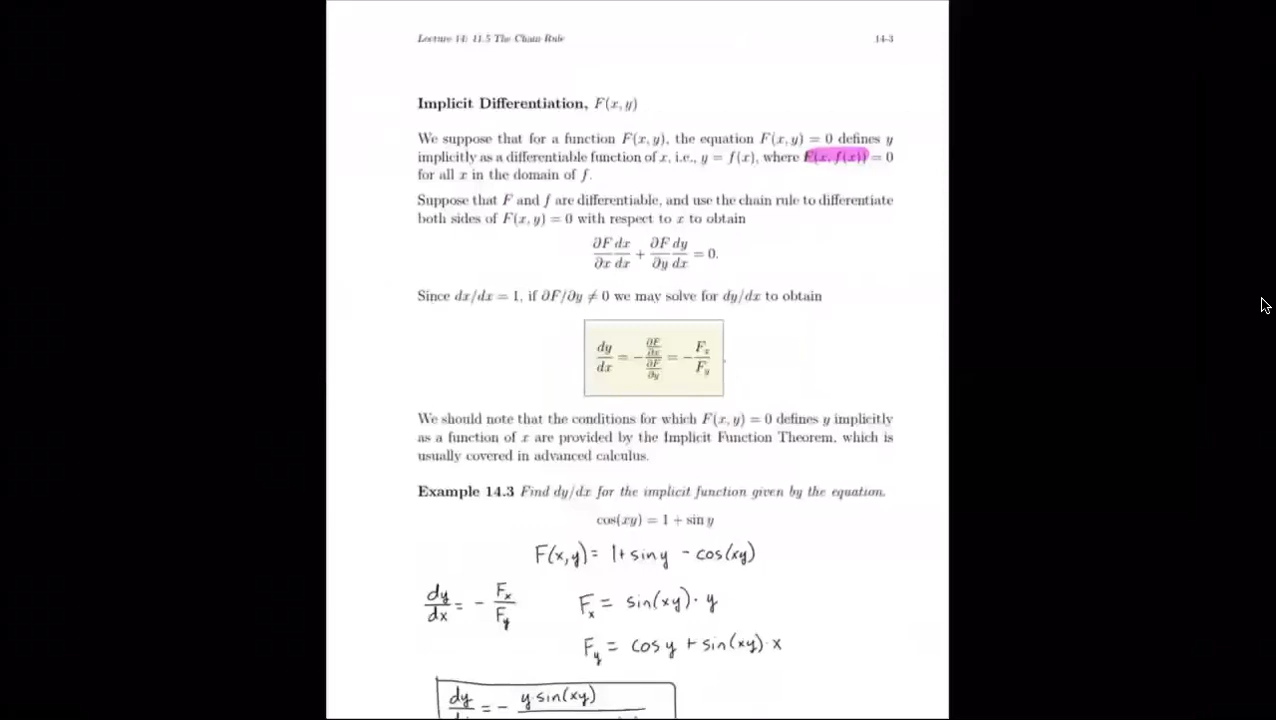 Lecture 14: 11.5 The Chain Rule 14-3
Implicit Differentiation, F(x, y)
We suppose that for a function F(x, y), the equation F(x, y) = 0 defines y
implicitly as a differentiable function of x, i.e., y = f(x), where F(x, f(x)) = 0
for all x in the domain of f.
Suppose that F and f are differentiable, and use the chain rule to differentiate
both sides of F(x, y) = 0 with respect to x to obtain
∂F/∂x dx/dx + ∂F/∂y dy/dx = 0.
Since dx/dx = 1, if ∂F/∂y ≠ 0 we may solve for dy/dx to obtain
dy/dx = − (∂F/∂x)/(∂F/∂y) = − F_x/F_y .
We should note that the conditions for which F(x, y) = 0 defines y implicitly
as a function of x are provided by the Implicit Function Theorem, which is
usually covered in advanced calculus.
Example 14.3 Find dy/dx for the implicit function given by the equation.
cos(xy) = 1 + sin y
F(x,y) = 1 + sin y - cos(xy)
dy/dx = - F_x/F_y
F_x = sin(xy) · y
F_y = cos y + sin(xy) · x
dy = - y sin(xy)